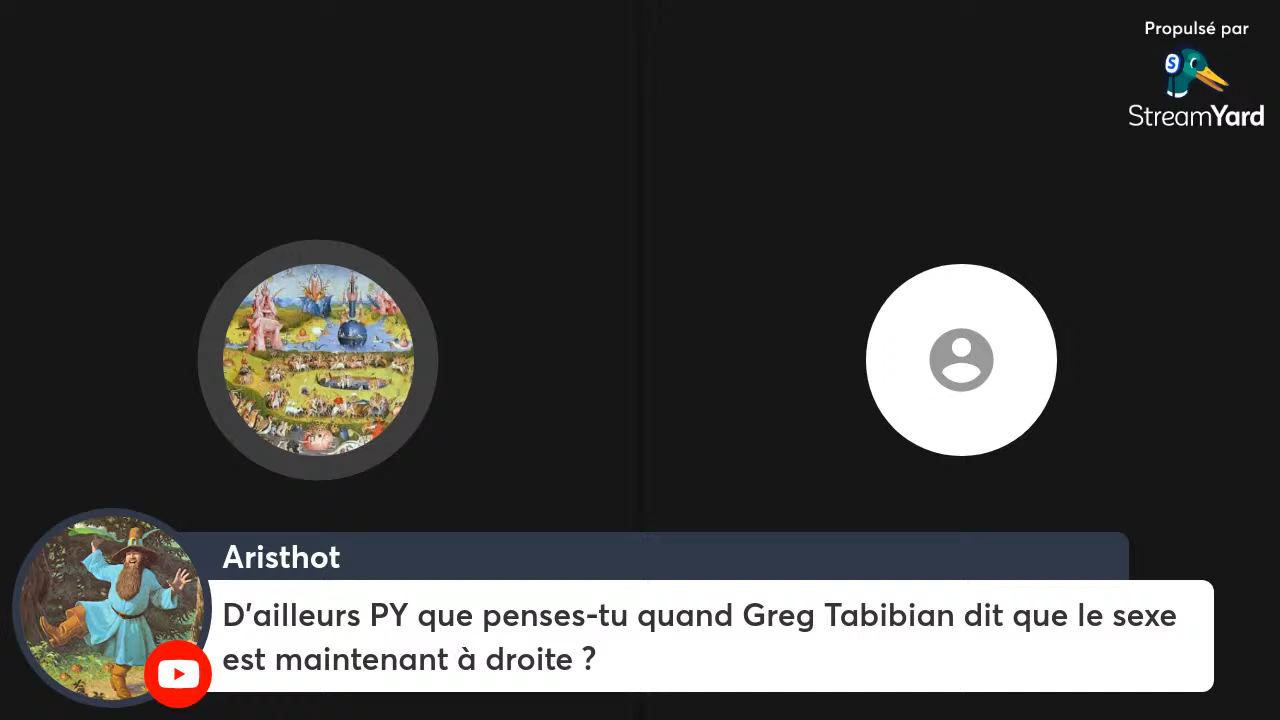 Propulsé par
S
StreamYard
Aristhot
D'ailleurs PY que penses-tu quand Greg Tabibian dit que le sexe
est maintenant à droite ?